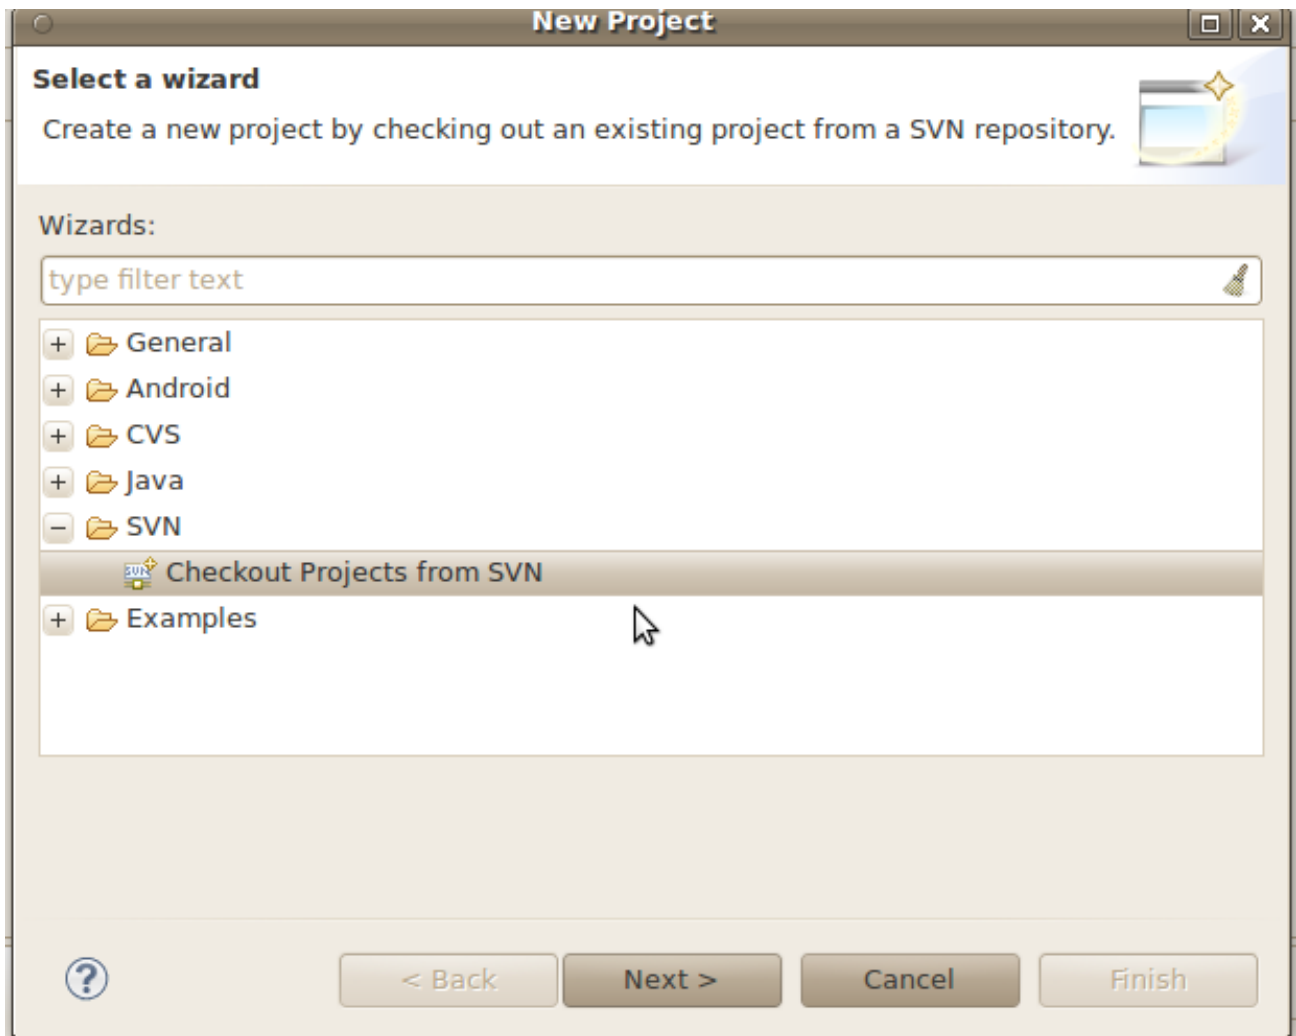 New Project
Select a wizard
Create a new project by checking out an existing project from a SVN repository.
Wizards:
type filter text
General
Android
CVS
Java
SVN
Checkout Projects from SVN
Examples
< Back Next > Cancel Finish